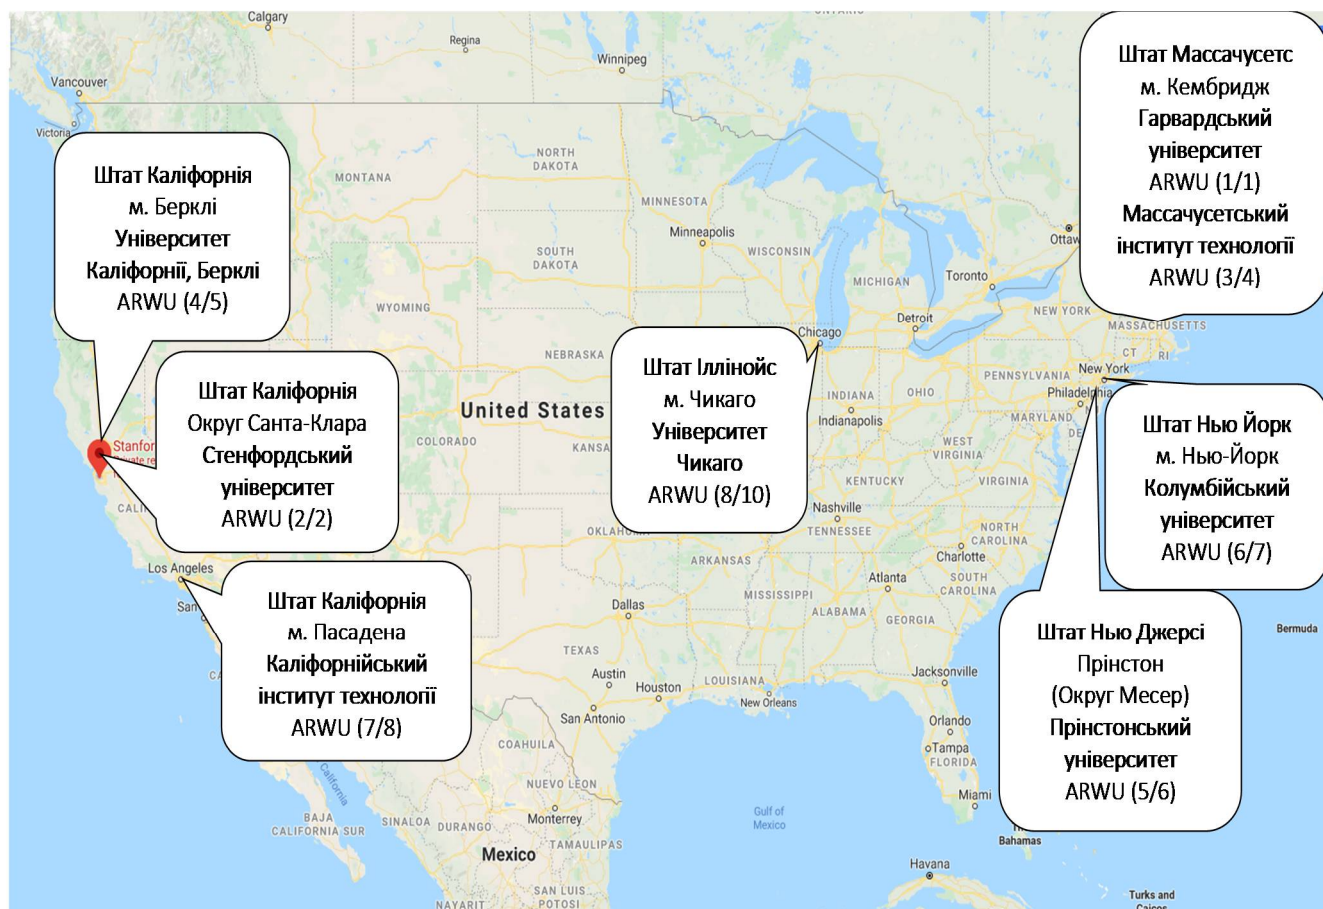 Calgary
Regina
Winnipeg
ONTARIO
Vancouver
Victoria
NORTH
DAKOTA
MONTANA
MINNESOTA
Minneapolis
SOUTH
DAKOTA
WISCONSIN
MICHIGAN
Toronto
Detroit
NEW YORK
MASSACHUSETTS
CT
RI
WYOMING
Chicago
NEBRASKA
PENNSYLVANIA
New York
Philadelphia
OHIO
INDIANA
Indianapolis
MARYLAND
United States
COLORADO
WEST
VIRGINIA
VIRGINIA
KENTUCKY
Nashville
TENNESSEE
NORTH
CAROLINA
Charlotte
ARKANSAS
SOUTH
CAROLINA
Atlanta
MISSISSIPPI
ALABAMA
GEORGIA
Los Angeles
San
Dallas
TEXAS
Austin
Houston
San Antonio
LOUISIANA
New Orleans
Jacksonville
Orlando
Tampa
FLORIDA
Miami
Bermuda
COAHUILA
NUEVO LEON
Monterrey
TAMAULIPAS
Gulf of
Mexico
Gulf of
California
BAJA
CALIFORNIA SUR
SINALOA
DURANGO
Mexico
SAN LUIS
POTOSI
NAYARIT
Havana
The
Bahamas
Turks and
Caicos
Штат Каліфорнія
м. Берклі
Університет
Каліфорнії, Берклі
ARWU (4/5)
Штат Каліфорнія
Округ Санта-Клара
Стенфордський
університет
ARWU (2/2)
Штат Каліфорнія
м. Пасадена
Каліфорнійський
інститут технології
ARWU (7/8)
Штат Іллінойс
м. Чикаго
Університет
Чикаго
ARWU (8/10)
Штат Массачусетс
м. Кембридж
Гарвардський
університет
ARWU (1/1)
Массачусетський
інститут технології
ARWU (3/4)
Штат Нью Йорк
м. Нью-Йорк
Колумбійський
університет
ARWU (6/7)
Штат Нью Джерсі
Прінстон
(Округ Месер)
Прінстонський
університет
ARWU (5/6)